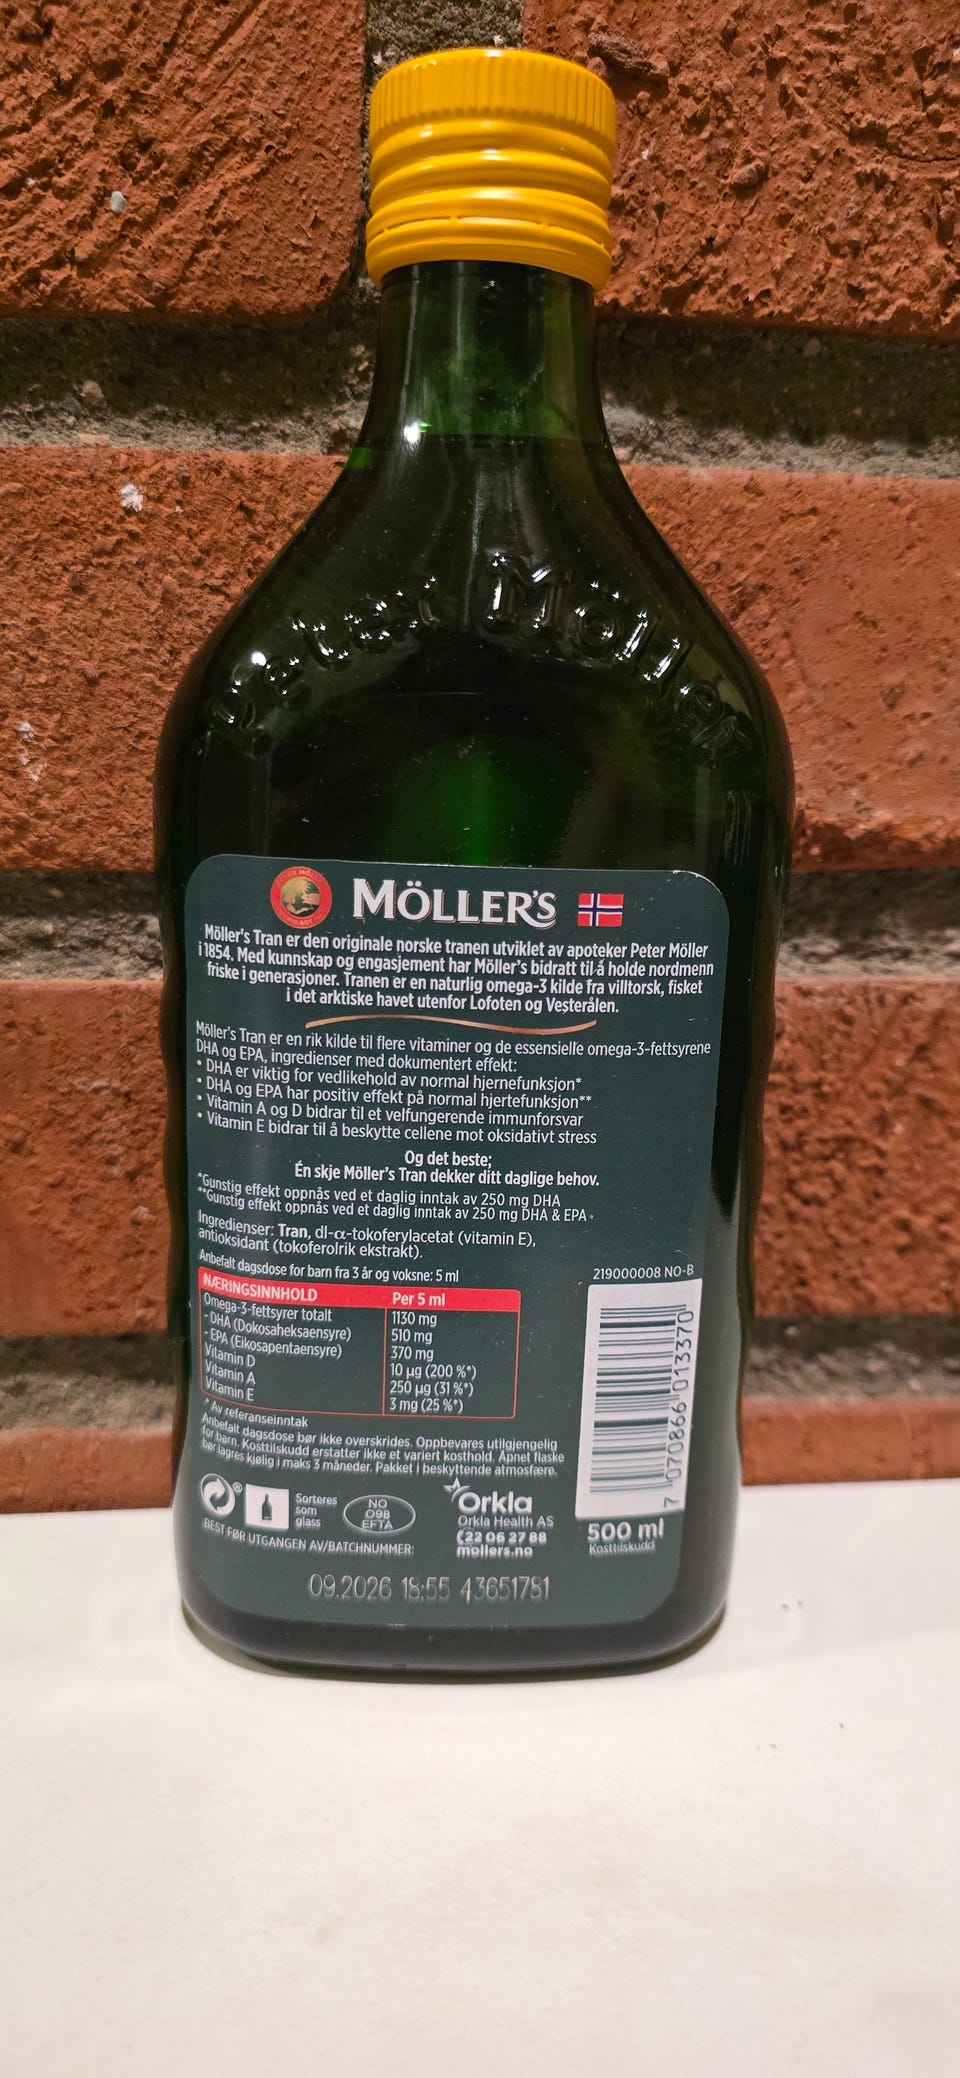 Peter Möller
MÖLLER'S
Möller's Tran er den originale norske tranen utviklet av apoteker Peter Möller
i 1854. Med kunnskap og engasjement har Möller's bidratt til å holde nordmenn
friske i generasjoner. Tranen er en naturlig omega-3 kilde fra villtorsk, fisket
i det arktiske havet utenfor Lofoten og Vesterålen.
Möller's Tran er en rik kilde til flere vitaminer og de essensielle omega-3-fettsyrene
DHA og EPA, ingredienser med dokumentert effekt:
• DHA er viktig for vedlikehold av normal hjernefunksjon*
• DHA og EPA har positiv effekt på normal hjertefunksjon**
• Vitamin A og D bidrar til et velfungerende immunforsvar
• Vitamin E bidrar til å beskytte cellene mot oksidativt stress
Og det beste;
Én skje Möller's Tran dekker ditt daglige behov.
*Gunstig effekt oppnås ved et daglig inntak av 250 mg DHA
**Gunstig effekt oppnås ved et daglig inntak av 250 mg DHA & EPA
Ingredienser: Tran, dl-α-tokoferylacetat (vitamin E),
antioksidant (tokoferolrik ekstrakt).
Anbefalt dagsdose for barn fra 3 år og voksne: 5 ml
NÆRINGSINNHOLD Per 5 ml
Omega-3-fettsyrer totalt 1130 mg
- DHA (Dokosaheksaensyre) 510 mg
- EPA (Eikosapentaensyre) 370 mg
Vitamin D 10 µg (200 %*)
Vitamin A 250 µg (31 %*)
Vitamin E 3 mg (25 %*)
* Av referanseinntak
Anbefalt dagsdose bør ikke overskrides. Oppbevares utilgjengelig
for barn. Kosttilskudd erstatter ikke et variert kosthold. Åpnet flaske
bør lagres kjølig i maks 3 måneder. Pakket i beskyttende atmosfære.
219000008 NO-B
7 070866 013370
500 ml
Kosttilskudd
Sorteres
som
glass
NO
098
EFTA
Orkla
Orkla Health AS
22 06 27 88
möllers.no
BEST FØR UTGANGEN AV/BATCHNUMMER:
09.2026 18:55 43651781